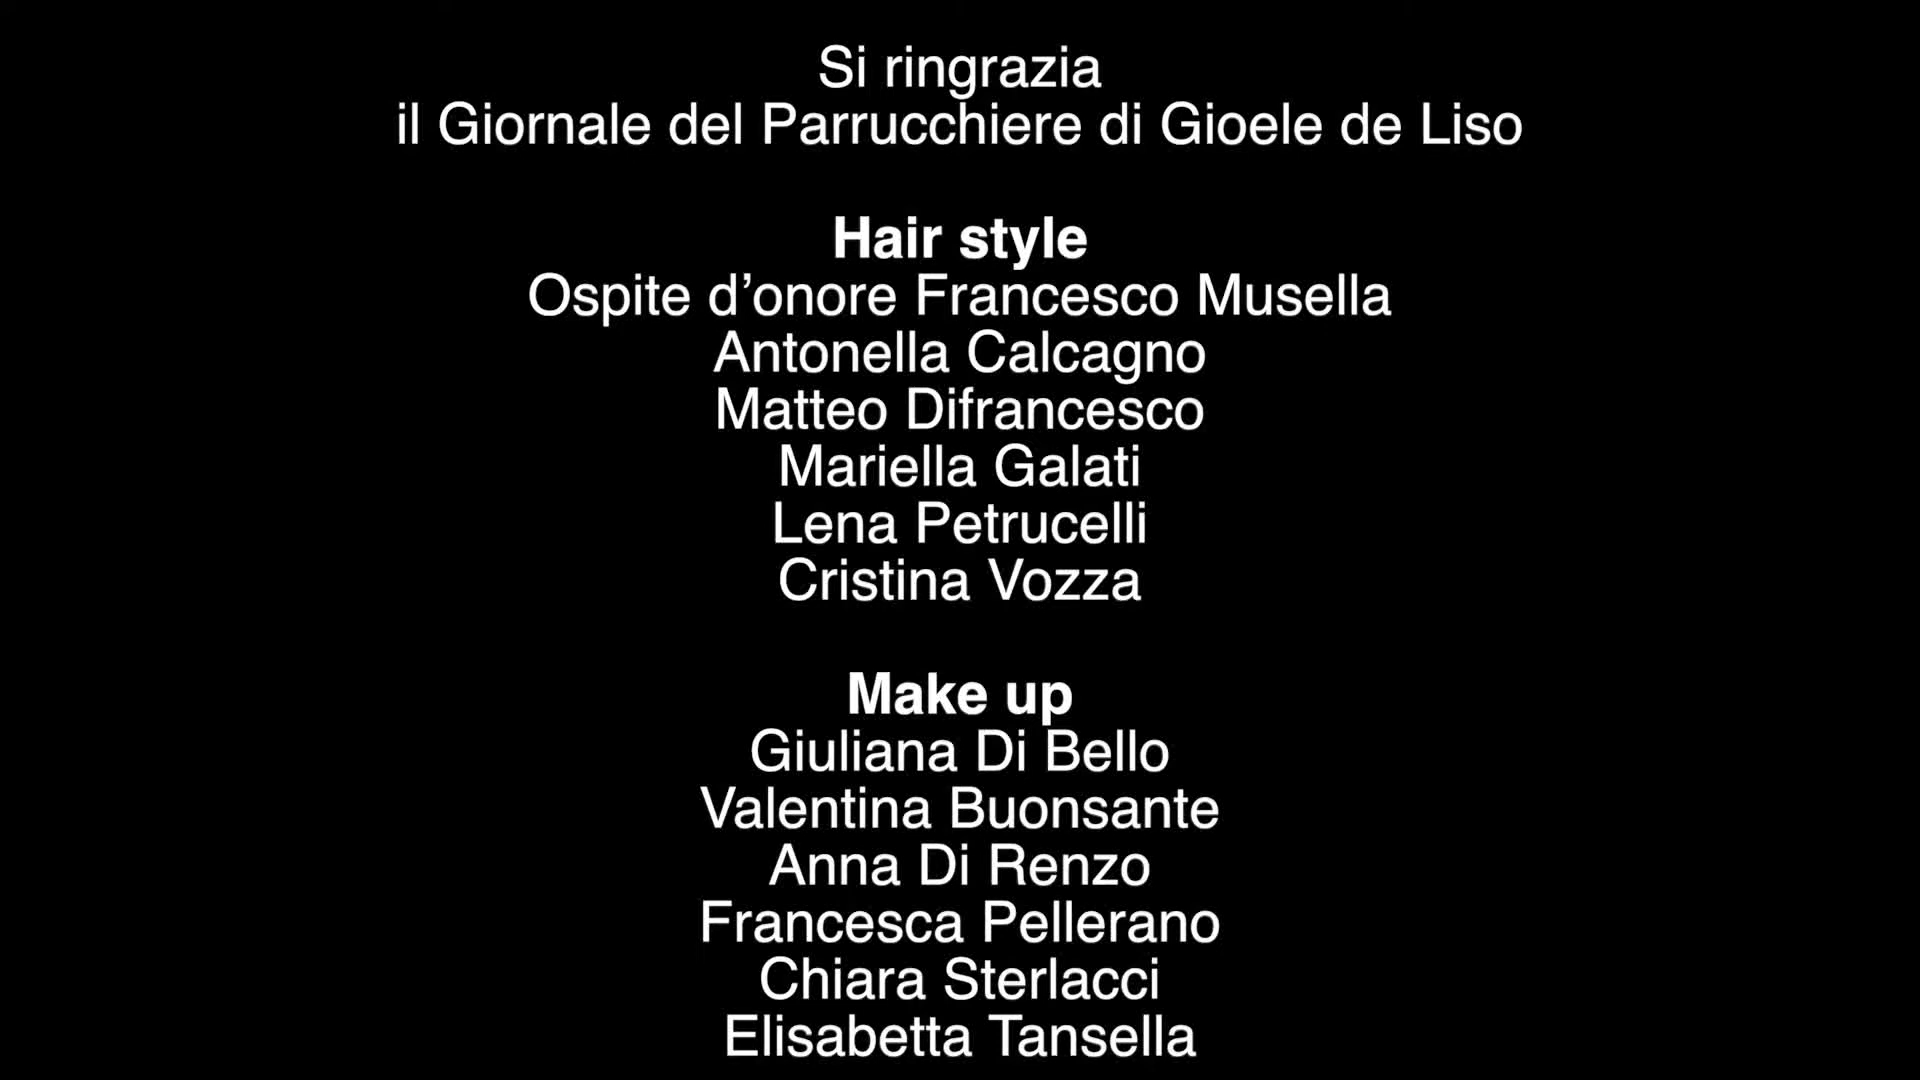 Si ringrazia
il Giornale del Parrucchiere di Gioele de Liso
Hair style
Ospite d’onore Francesco Musella
Antonella Calcagno
Matteo Difrancesco
Mariella Galati
Lena Petrucelli
Cristina Vozza
Make up
Giuliana Di Bello
Valentina Buonsante
Anna Di Renzo
Francesca Pellerano
Chiara Sterlacci
Elisabetta Tansella